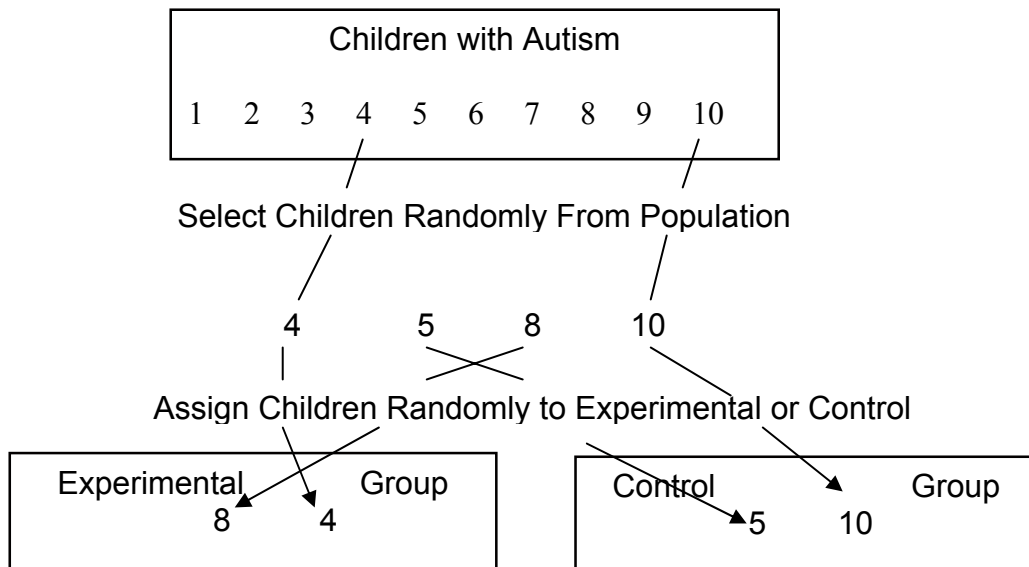 Children with Autism
1 2 3 4 5 6 7 8 9 10
Select Children Randomly From Population
4 5 8 10
Assign Children Randomly to Experimental or Control
Experimental Group
8 4
Control Group
5 10